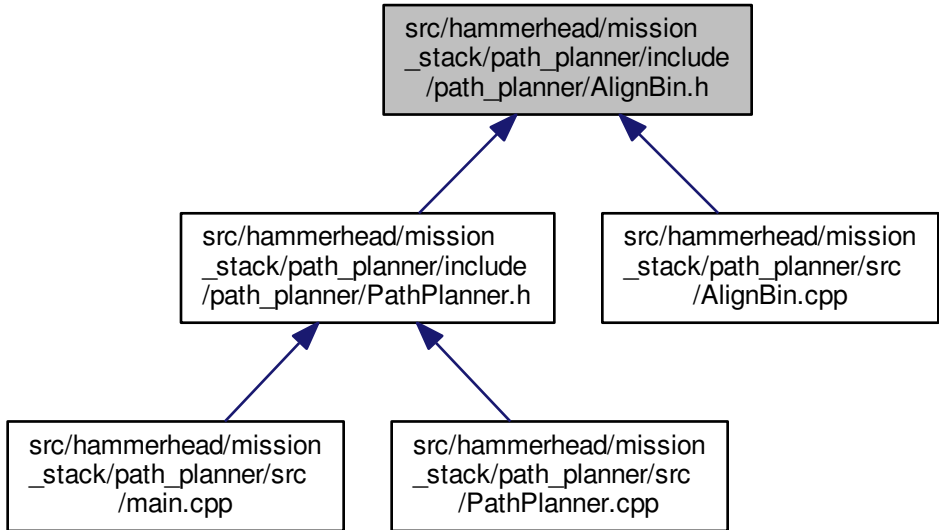 src/hammerhead/mission
_stack/path_planner/include
/path_planner/AlignBin.h
src/hammerhead/mission
_stack/path_planner/include
/path_planner/PathPlanner.h
src/hammerhead/mission
_stack/path_planner/src
/AlignBin.cpp
src/hammerhead/mission
_stack/path_planner/src
/main.cpp
src/hammerhead/mission
_stack/path_planner/src
/PathPlanner.cpp